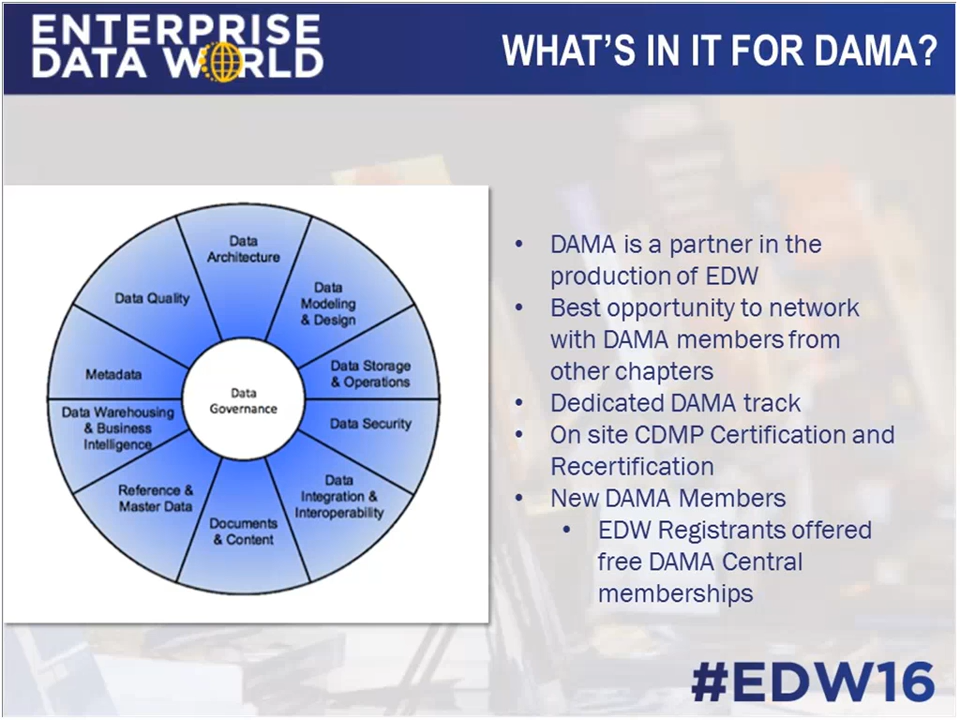 ENTERPRISE
DATA WORLD
WHAT'S IN IT FOR DAMA?
Data
Architecture
Data
Modeling
& Design
Data Storage
& Operations
Data Security
Data
Integration &
Interoperability
Documents
& Content
Reference &
Master Data
Data Warehousing
& Business
Intelligence
Metadata
Data Quality
Data
Governance
• DAMA is a partner in the
production of EDW
• Best opportunity to network
with DAMA members from
other chapters
• Dedicated DAMA track
• On site CDMP Certification and
Recertification
• New DAMA Members
• EDW Registrants offered
free DAMA Central
memberships
#EDW16